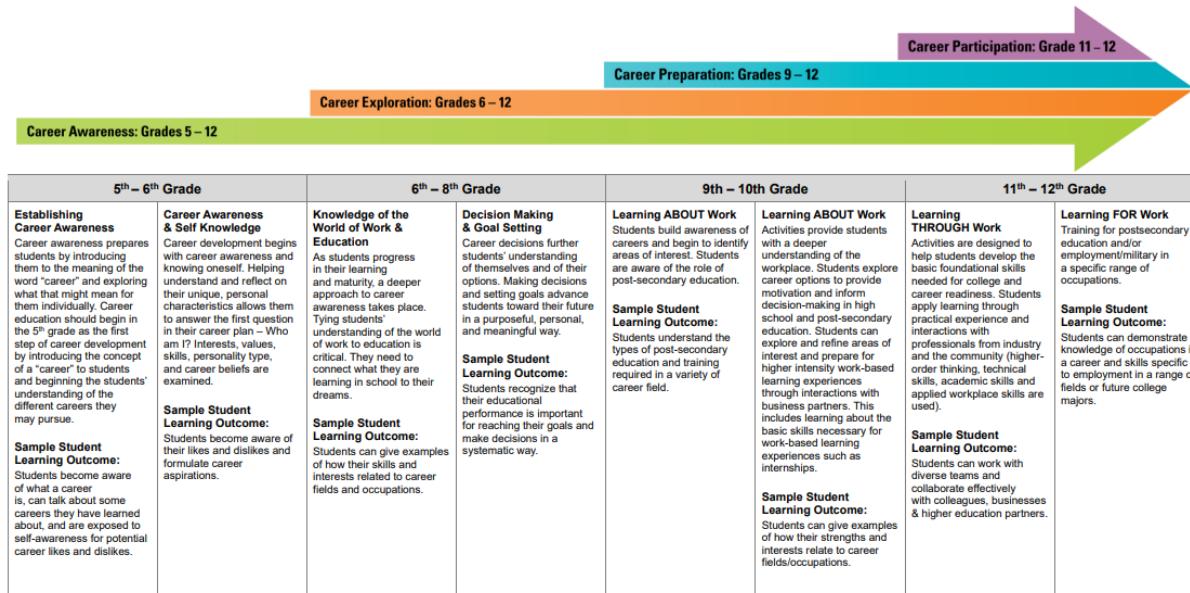 Career Participation: Grade 11 – 12
Career Preparation: Grades 9 – 12
Career Exploration: Grades 6 – 12
Career Awareness: Grades 5 – 12
5th – 6th Grade
6th – 8th Grade
9th – 10th Grade
11th – 12th Grade
Establishing
Career Awareness
Career awareness prepares
students by introducing
them to the meaning of the
word “career” and exploring
what that might mean for
them individually. Career
education should begin in
the 5th grade as the first
step of career development
by introducing the concept
of a “career” to students
and beginning the students’
understanding of the
different careers they
may pursue.
Sample Student
Learning Outcome:
Students become aware
of what a career
is, can talk about some
careers they have learned
about, and are exposed to
self-awareness for potential
career likes and dislikes.
Career Awareness
& Self Knowledge
Career development begins
with career awareness and
knowing oneself. Helping
understand and reflect on
their unique, personal
characteristics allows them
to answer the first question
in their career plan – Who
am I? Interests, values,
skills, personality type,
and career beliefs are
examined.
Sample Student
Learning Outcome:
Students become aware of
their likes and dislikes and
formulate career
aspirations.
Knowledge of the
World of Work &
Education
As students progress
in their learning
and maturity, a deeper
approach to career
awareness takes place.
Tying students’
understanding of the world
of work to education is
critical. They need to
connect what they are
learning in school to their
dreams.
Sample Student
Learning Outcome:
Students can give examples
of how their skills and
interests related to career
fields and occupations.
Decision Making
& Goal Setting
Career decisions further
students’ understanding
of themselves and of their
options. Making decisions
and setting goals advance
students toward their future
in a purposeful, personal,
and meaningful way.
Sample Student
Learning Outcome:
Students recognize that
their educational
performance is important
for reaching their goals and
make decisions in a
systematic way.
Learning ABOUT Work
Students build awareness of
careers and begin to identify
areas of interest. Students
are aware of the role of
post-secondary education.
Sample Student
Learning Outcome:
Students understand the
types of post-secondary
education and training
required in a variety of
career field.
Learning ABOUT Work
Activities provide students
with a deeper
understanding of the
workplace. Students explore
career options to provide
motivation and inform
decision-making in high
school and post-secondary
education. Students can
explore and refine areas of
interest and prepare for
higher intensity work-based
learning experiences
through interactions with
business partners. This
includes learning about the
basic skills necessary for
work-based learning
experiences such as
internships.
Sample Student
Learning Outcome:
Students can give examples
of how their strengths and
interests relate to career
fields/occupations.
Learning
THROUGH Work
Activities are designed to
help students develop the
basic foundational skills
needed for college and
career readiness. Students
apply learning through
practical experience and
interactions with
professionals from industry
and the community (higher-
order thinking, technical
skills, academic skills and
applied workplace skills are
used).
Sample Student
Learning Outcome:
Students can work with
diverse teams and
collaborate effectively
with colleagues, businesses
& higher education partners.
Learning FOR Work
Training for postsecondary
education and/or
employment/military in
a specific range of
occupations.
Sample Student
Learning Outcome:
Students can demonstrate
knowledge of occupations
a career and skills specific
to employment in a range
fields or future college
majors.